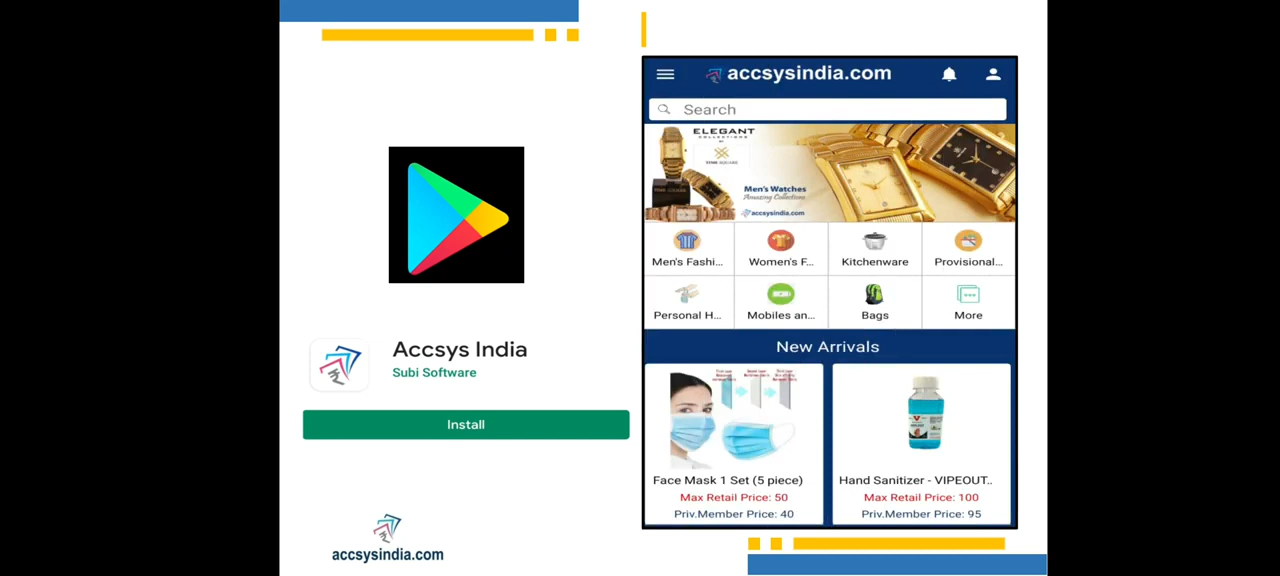 Accsys India
Subi Software
Install
accsysindia.com
accsysindia.com
Search
ELEGANT
TIME SQUARE
Men's Watches
Amazing Collections
accsysindia.com
Men's Fashi...
Women's F...
Kitchenware
Provisional...
Personal H...
Mobiles an...
Bags
More
New Arrivals
Face Mask 1 Set (5 piece)
Max Retail Price: 50
Priv.Member Price: 40
Hand Sanitizer - VIPEOUT..
Max Retail Price: 100
Priv.Member Price: 95